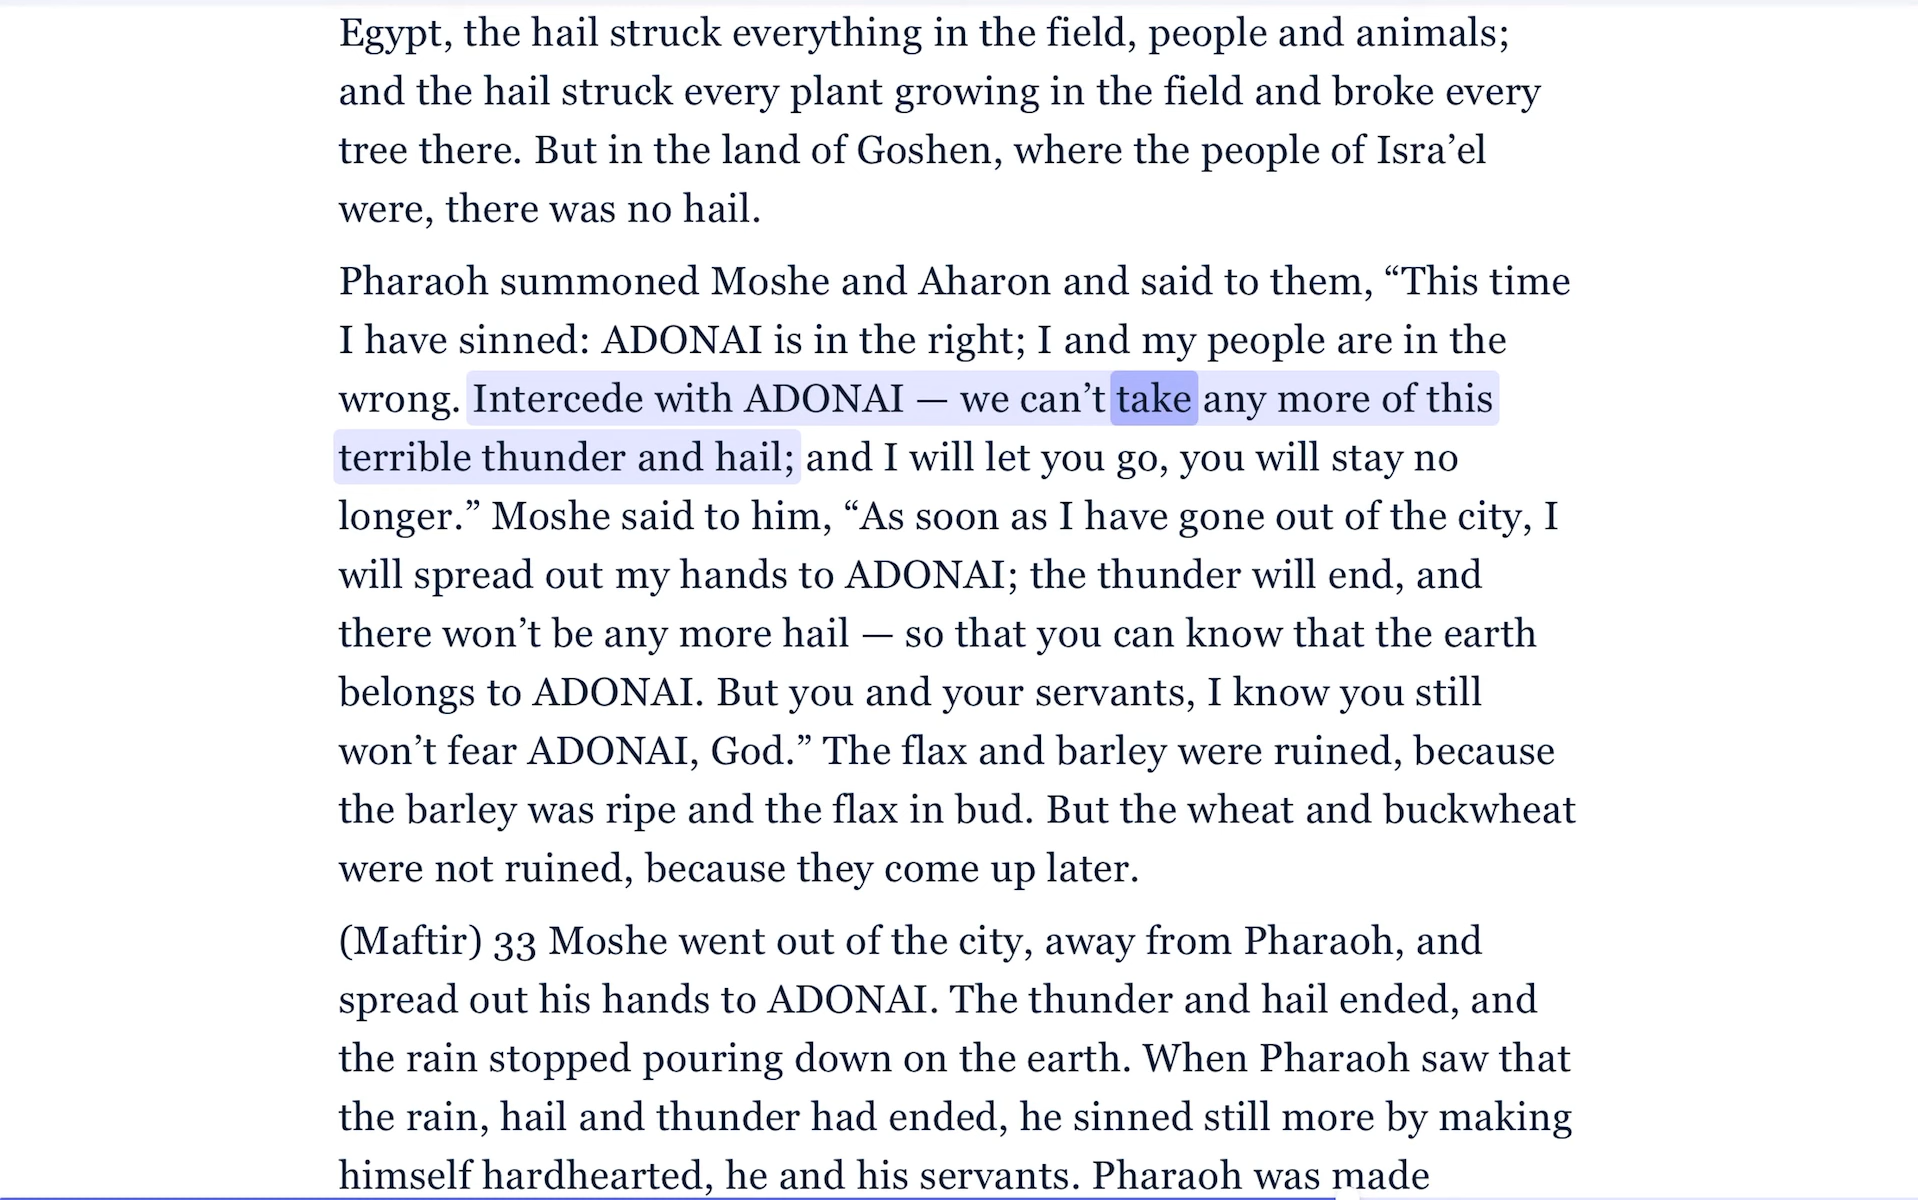 Egypt, the hail struck everything in the field, people and animals;
and the hail struck every plant growing in the field and broke every
tree there. But in the land of Goshen, where the people of Isra’el
were, there was no hail.
Pharaoh summoned Moshe and Aharon and said to them, “This time
I have sinned: ADONAI is in the right; I and my people are in the
wrong. Intercede with ADONAI — we can’t take any more of this
terrible thunder and hail; and I will let you go, you will stay no
longer.” Moshe said to him, “As soon as I have gone out of the city, I
will spread out my hands to ADONAI; the thunder will end, and
there won’t be any more hail — so that you can know that the earth
belongs to ADONAI. But you and your servants, I know you still
won’t fear ADONAI, God.” The flax and barley were ruined, because
the barley was ripe and the flax in bud. But the wheat and buckwheat
were not ruined, because they come up later.
(Maftir) 33 Moshe went out of the city, away from Pharaoh, and
spread out his hands to ADONAI. The thunder and hail ended, and
the rain stopped pouring down on the earth. When Pharaoh saw that
the rain, hail and thunder had ended, he sinned still more by making
himself hardhearted, he and his servants. Pharaoh was made